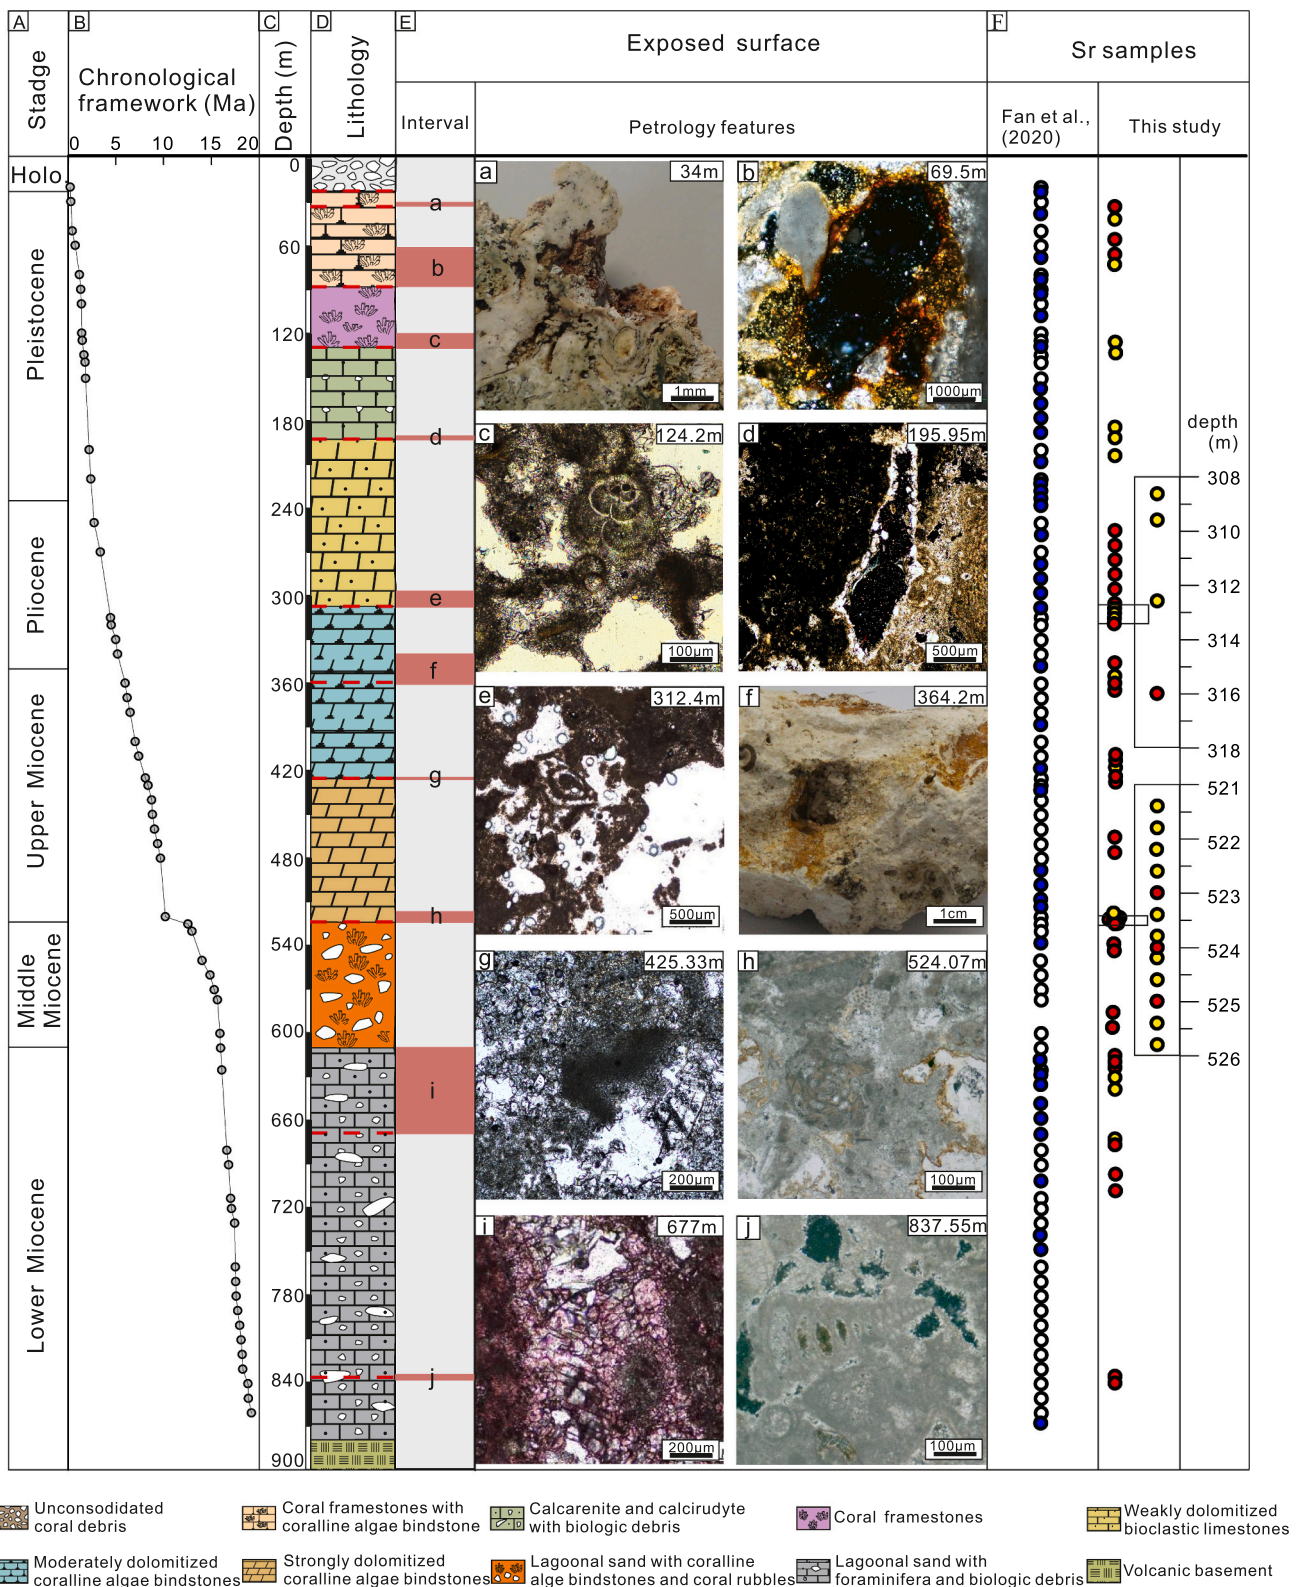 A
B
C
D
E
F
Stadge
Chronological
framework (Ma)
0 5 10 15 20
Depth (m)
Lithology
Exposed surface
Interval
Petrology features
Sr samples
Fan et al.,
(2020)
This study
Holo.
Pleistocene
Pliocene
Upper Miocene
Middle
Miocene
Lower Miocene
0
60
120
180
240
300
360
420
480
540
600
660
720
780
840
900
a
b
c
d
e
f
g
h
i
j
a 34m
1mm
b 69.5m
1000μm
c 124.2m
100μm
d 195.95m
500μm
e 312.4m
500μm
f 364.2m
1cm
g 425.33m
200μm
h 524.07m
100μm
i 677m
200μm
j 837.55m
100μm
depth
(m)
308
310
312
314
316
318
521
522
523
524
525
526
Unconsodidated
coral debris
Coral framestones with
coralline algae bindstone
Calcarenite and calcirudyte
with biologic debris
Coral framestones
Weakly dolomitized
bioclastic limestones
Moderately dolomitized
coralline algae bindstones
Strongly dolomitized
coralline algae bindstones
Lagoonal sand with coralline
alge bindstones and coral rubbles
Lagoonal sand with
foraminifera and biologic debris
Volcanic basement